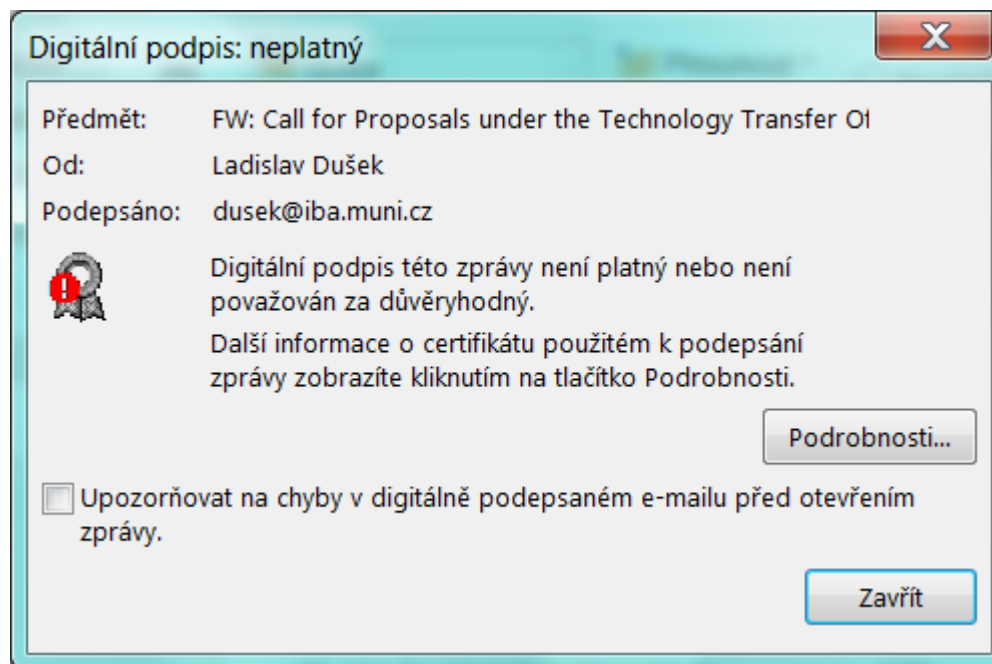 Digitální podpis: neplatný
Předmět: FW: Call for Proposals under the Technology Transfer Of
Od: Ladislav Dušek
Podepsáno: dusek@iba.muni.cz
Digitální podpis této zprávy není platný nebo není
považován za důvěryhodný.
Další informace o certifikátu použitém k podepsání
zprávy zobrazíte kliknutím na tlačítko Podrobnosti.
Podrobnosti...
Upozorňovat na chyby v digitálně podepsaném e-mailu před otevřením
zprávy.
Zavřít